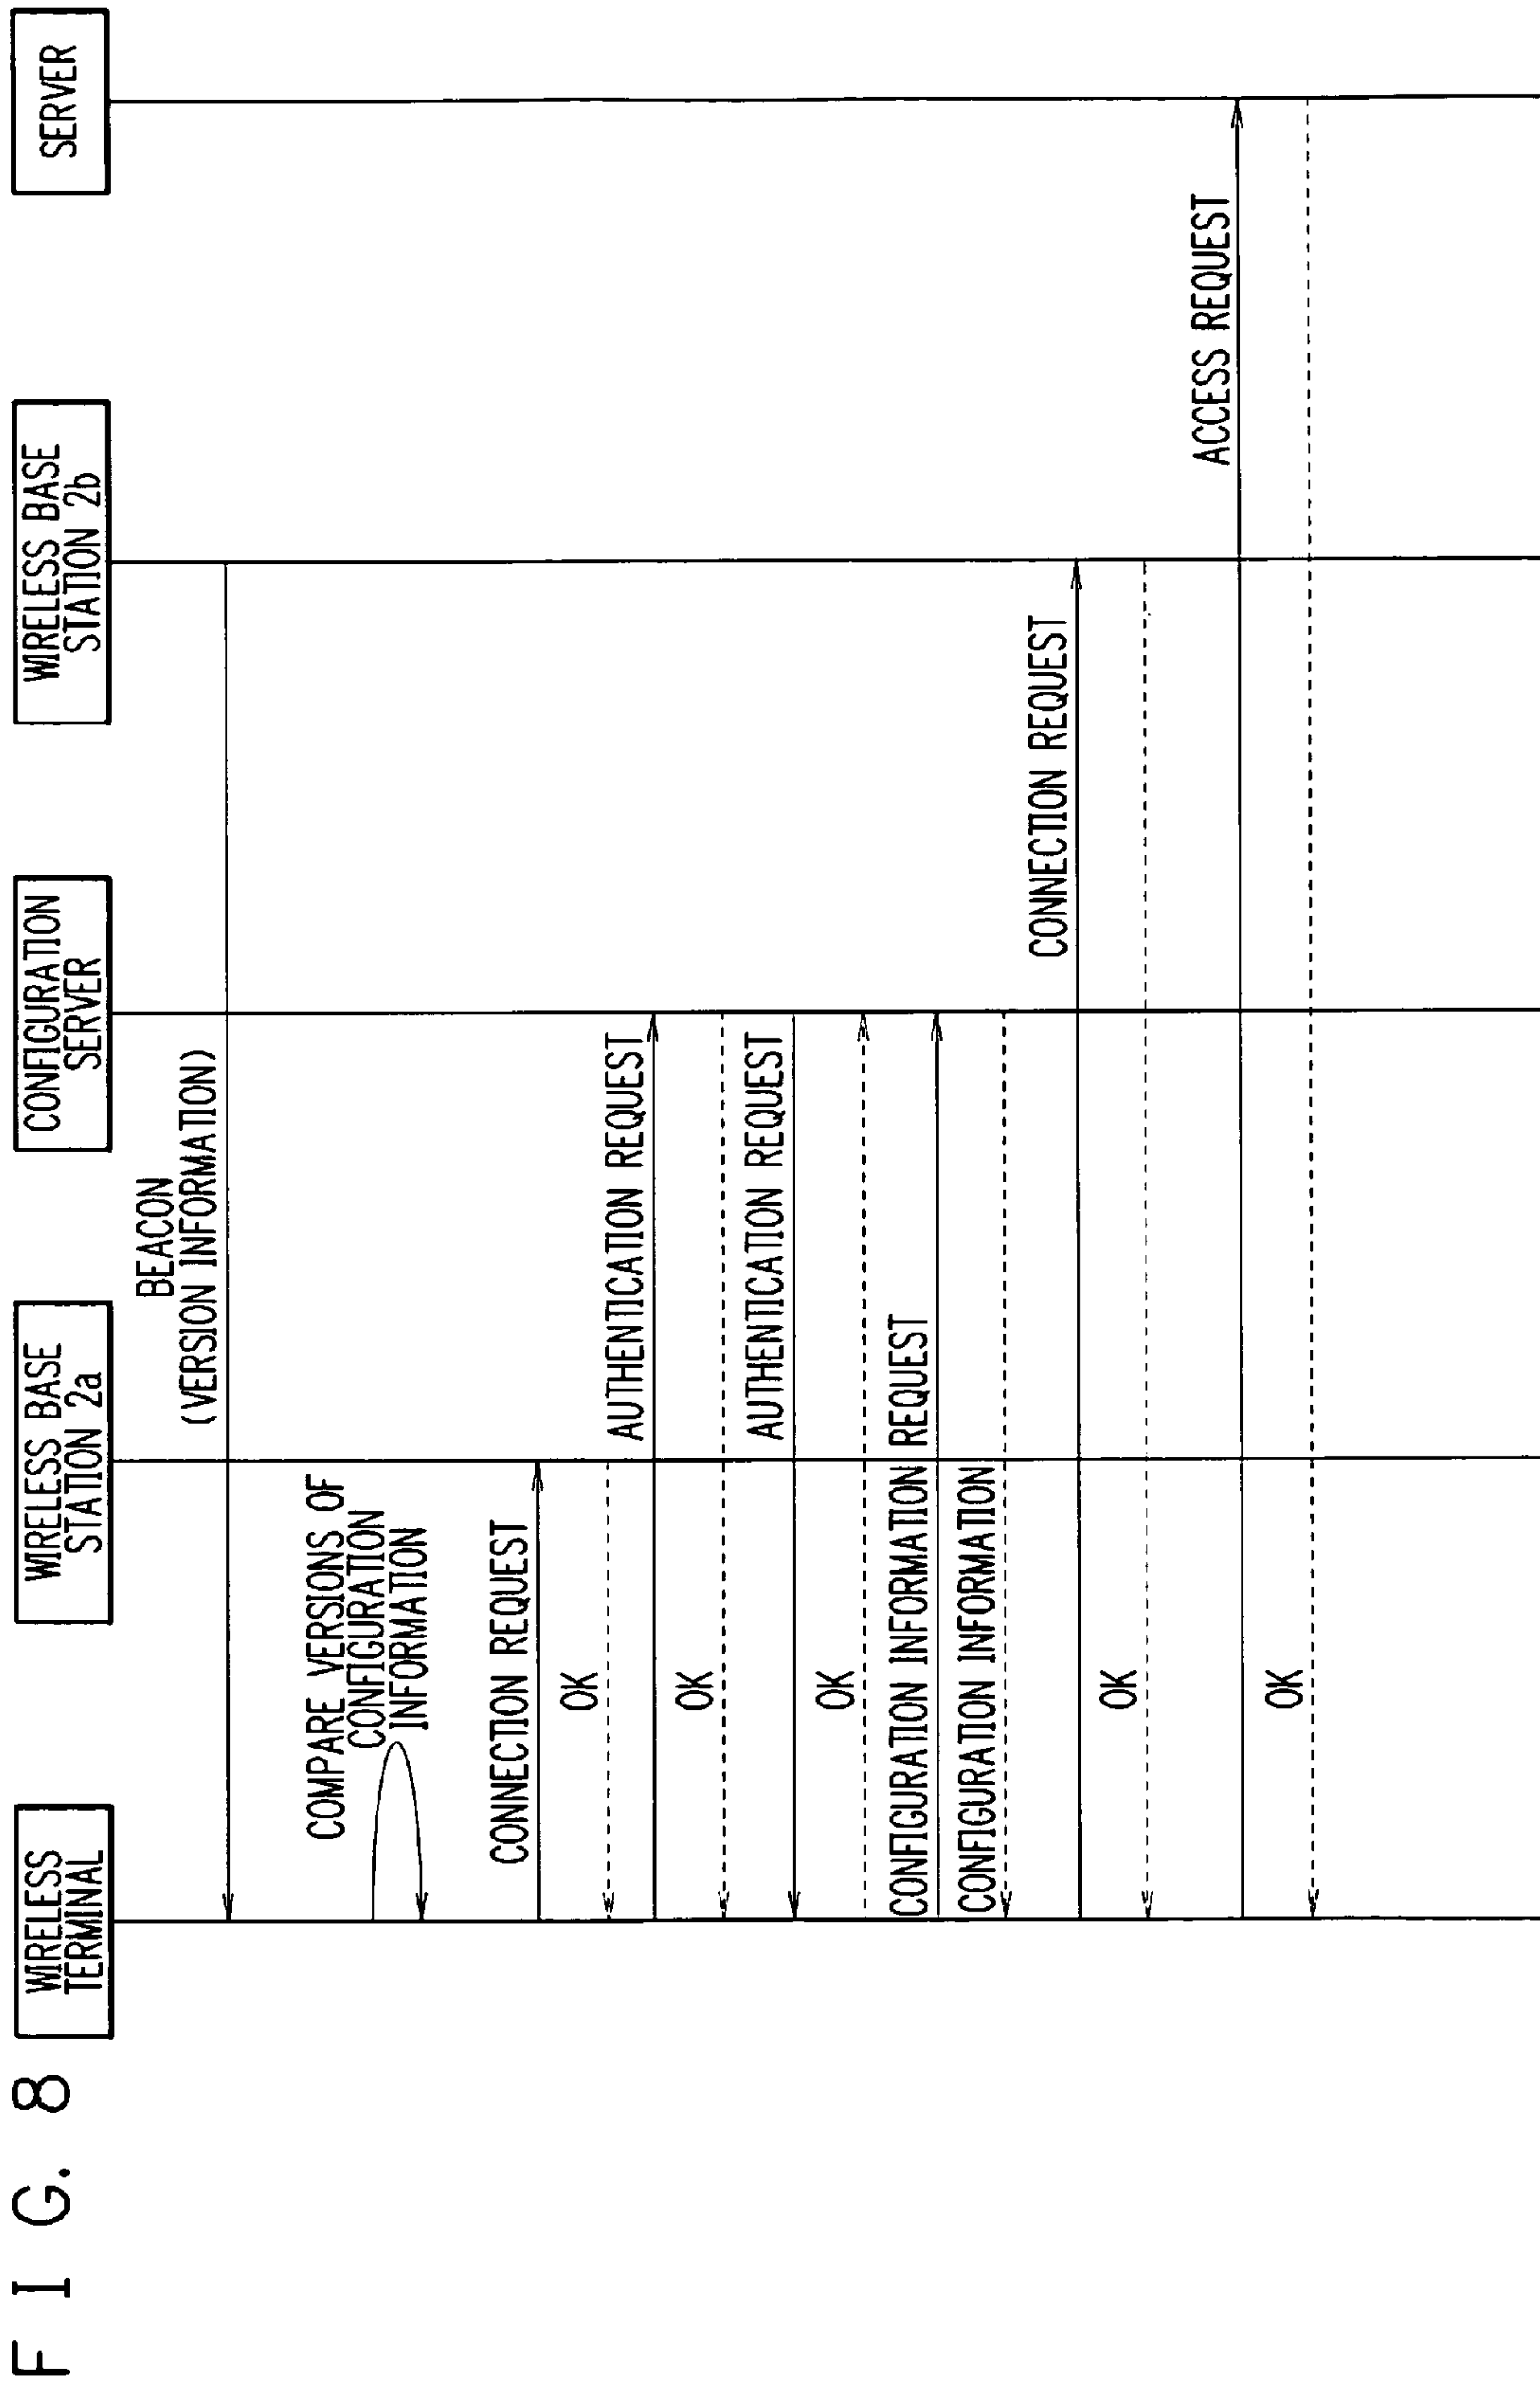 FIG. 8
WIRELESS
TERMINAL
WIRELESS BASE
STATION 2a
CONFIGURATION
SERVER
WIRELESS BASE
STATION 2b
SERVER
BEACON
(VERSION INFORMATION)
COMPARE VERSIONS OF
CONFIGURATION
INFORMATION
CONNECTION REQUEST
OK
AUTHENTICATION REQUEST
OK
AUTHENTICATION REQUEST
OK
CONFIGURATION INFORMATION REQUEST
CONFIGURATION INFORMATION
CONNECTION REQUEST
OK
ACCESS REQUEST
OK